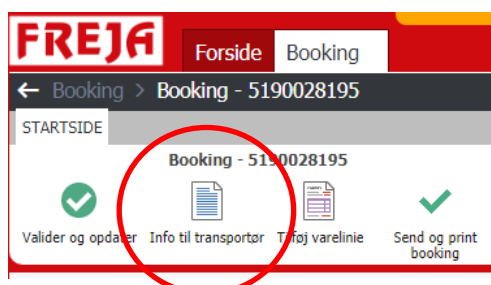 FREJA
Forside Booking
← Booking > Booking - 5190028195
STARTSIDE
Booking - 5190028195
Valider og opdater Info til transportør Tilføj varelinie Send og print
booking